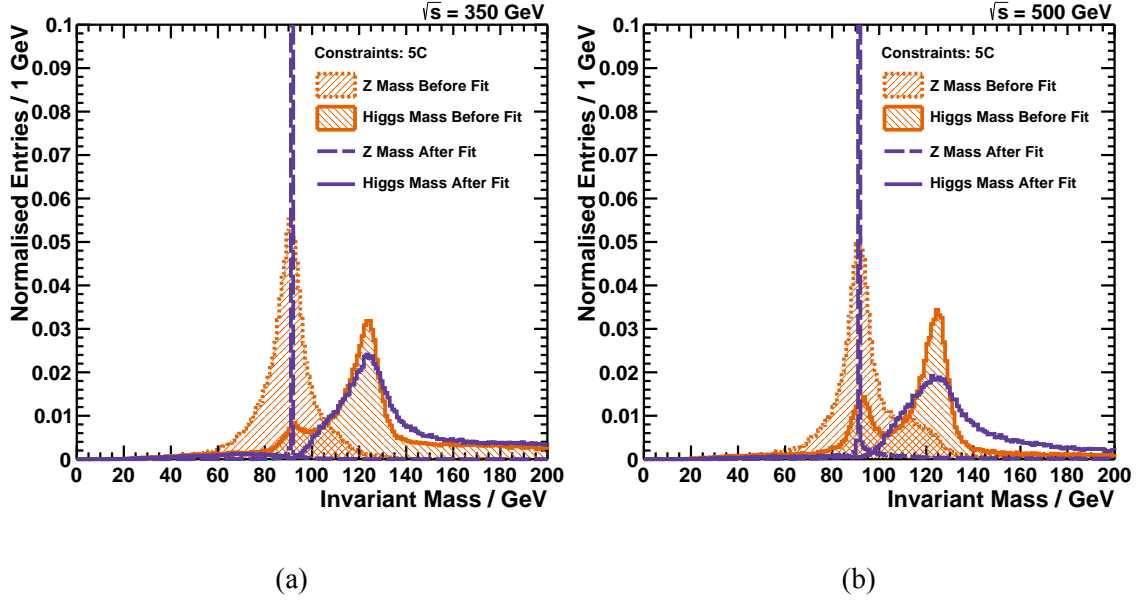 √s = 350 GeV
Normalised Entries / 1 GeV
0.1
0.09
0.08
0.07
0.06
0.05
0.04
0.03
0.02
0.01
0
Constraints: 5C
Z Mass Before Fit
Higgs Mass Before Fit
Z Mass After Fit
Higgs Mass After Fit
0 20 40 60 80 100 120 140 160 180 200
Invariant Mass / GeV
(a)
√s = 500 GeV
Normalised Entries / 1 GeV
0.1
0.09
0.08
0.07
0.06
0.05
0.04
0.03
0.02
0.01
0
Constraints: 5C
Z Mass Before Fit
Higgs Mass Before Fit
Z Mass After Fit
Higgs Mass After Fit
0 20 40 60 80 100 120 140 160 180 200
Invariant Mass / GeV
(b)